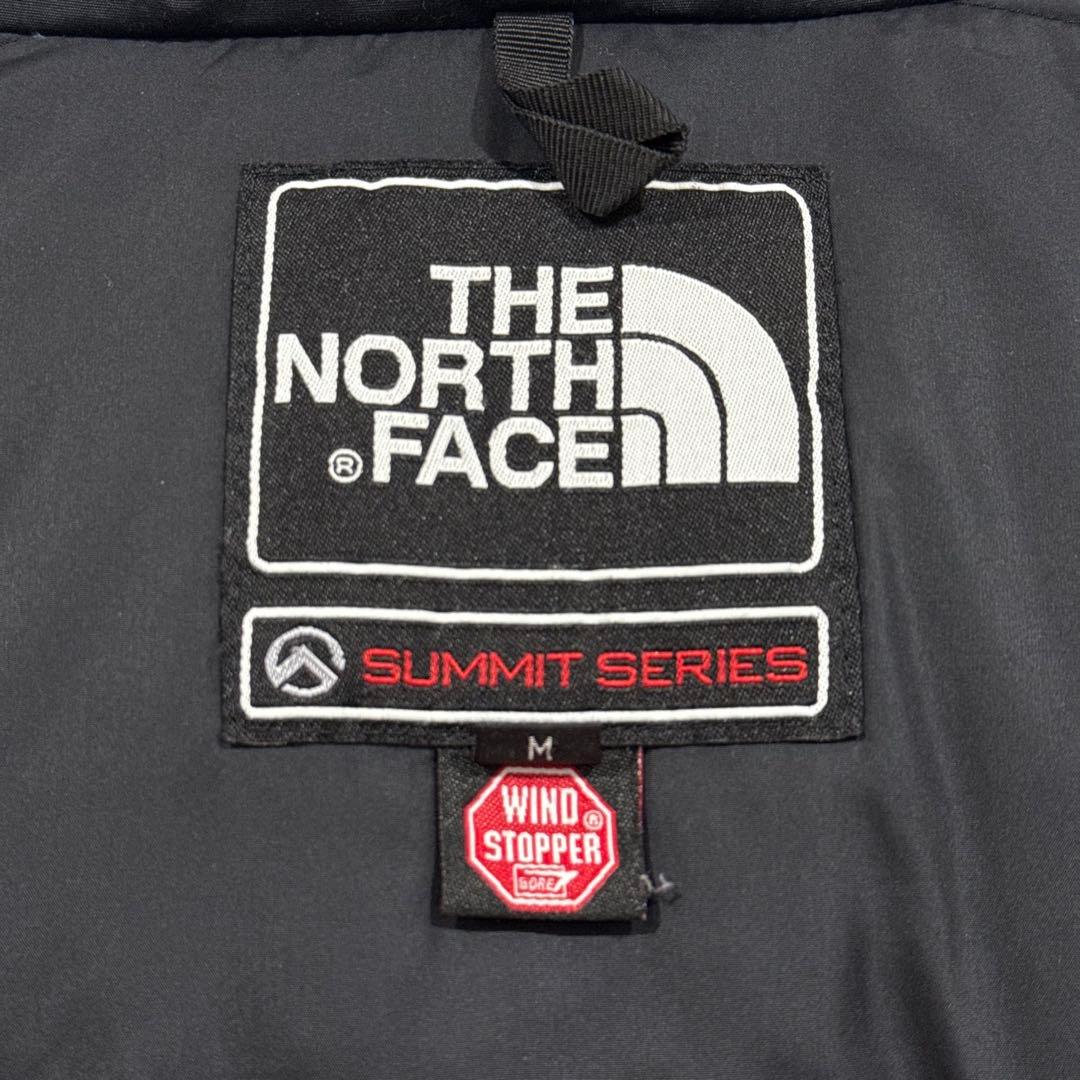 THE
NORTH
® FACE
SUMMIT SERIES
M
WIND
STOPPER®
GORE